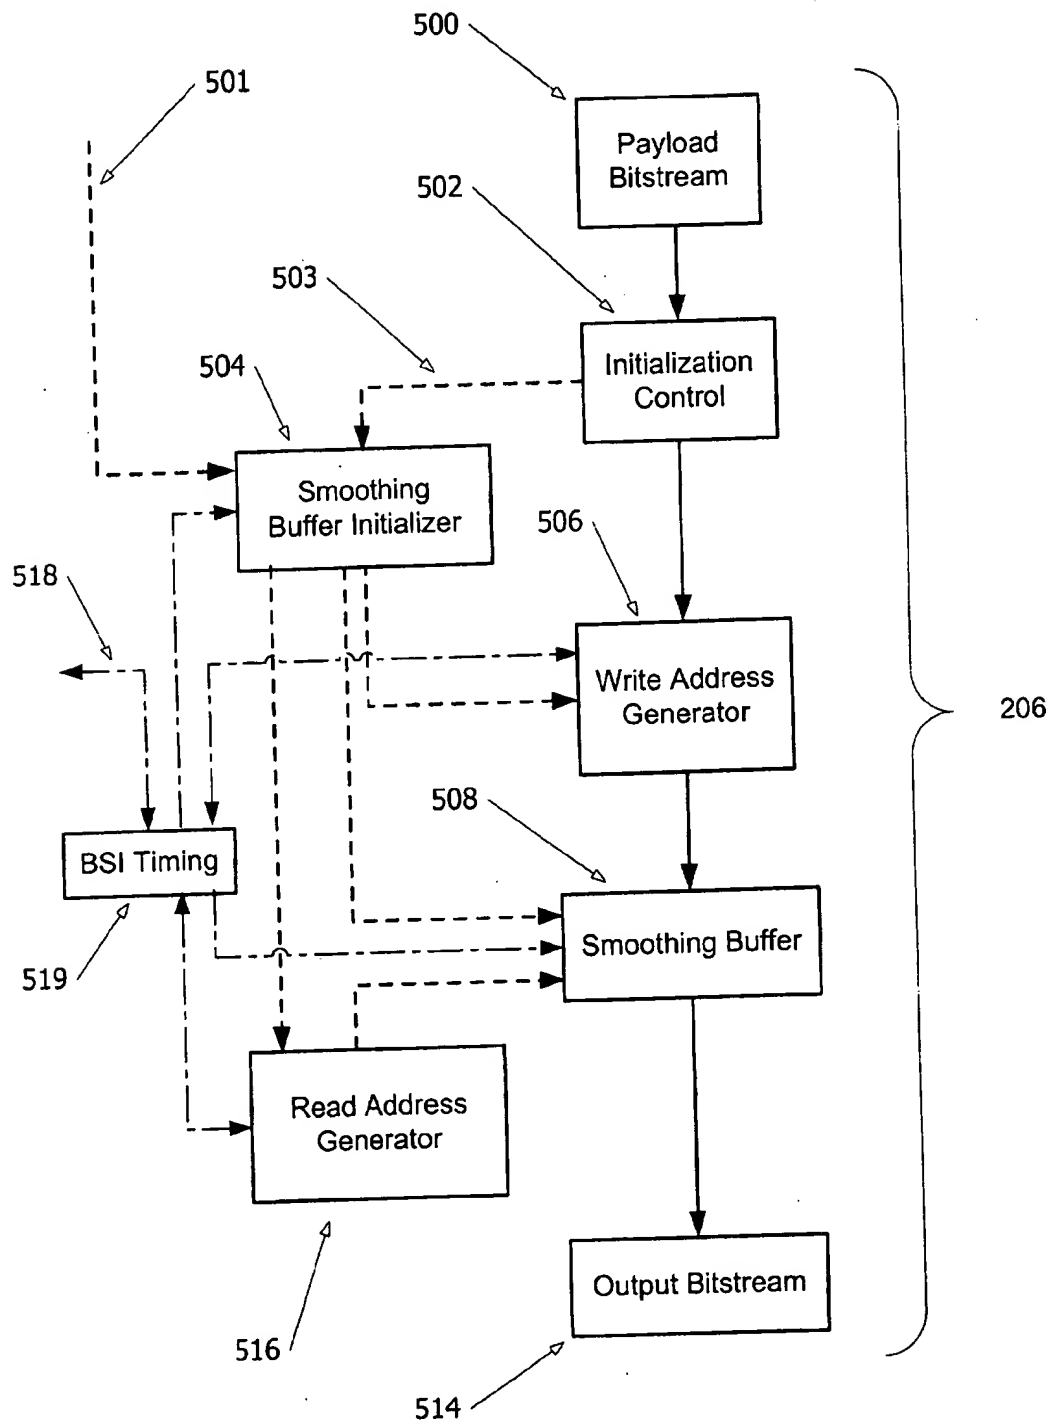 500
501
Payload
Bitstream
502
503
Initialization
Control
504
Smoothing
Buffer Initializer
506
518
Write Address
Generator
206
508
BSI Timing
Smoothing Buffer
519
Read Address
Generator
Output Bitstream
516
514